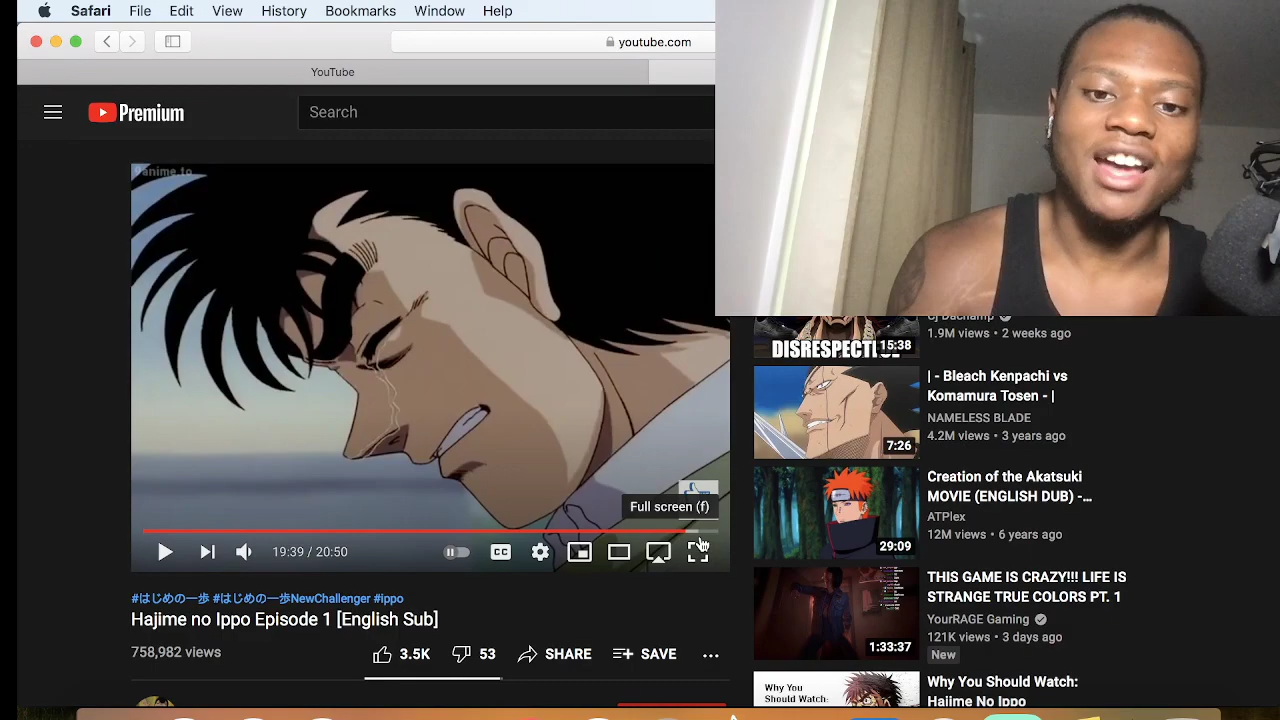 Safari File Edit View History Bookmarks Window Help
youtube.com
YouTube
Premium
Search
9anime.to
Full screen (f)
19:39 / 20:50
CC
#はじめの一歩 #はじめの一歩NewChallenger #ippo
Hajime no Ippo Episode 1 [English Sub]
758,982 views
3.5K 53 SHARE SAVE
DISRESPECT
15:38
Cj Dachamp
1.9M views • 2 weeks ago
7:26
| - Bleach Kenpachi vs
Komamura Tosen - |
NAMELESS BLADE
4.2M views • 3 years ago
29:09
Creation of the Akatsuki
MOVIE (ENGLISH DUB) -...
ATPlex
12M views • 6 years ago
1:33:37
THIS GAME IS CRAZY!!! LIFE IS
STRANGE TRUE COLORS PT. 1
YourRAGE Gaming
121K views • 3 days ago
New
Why You
Should Watch:
Why You Should Watch:
Hajime No Ippo